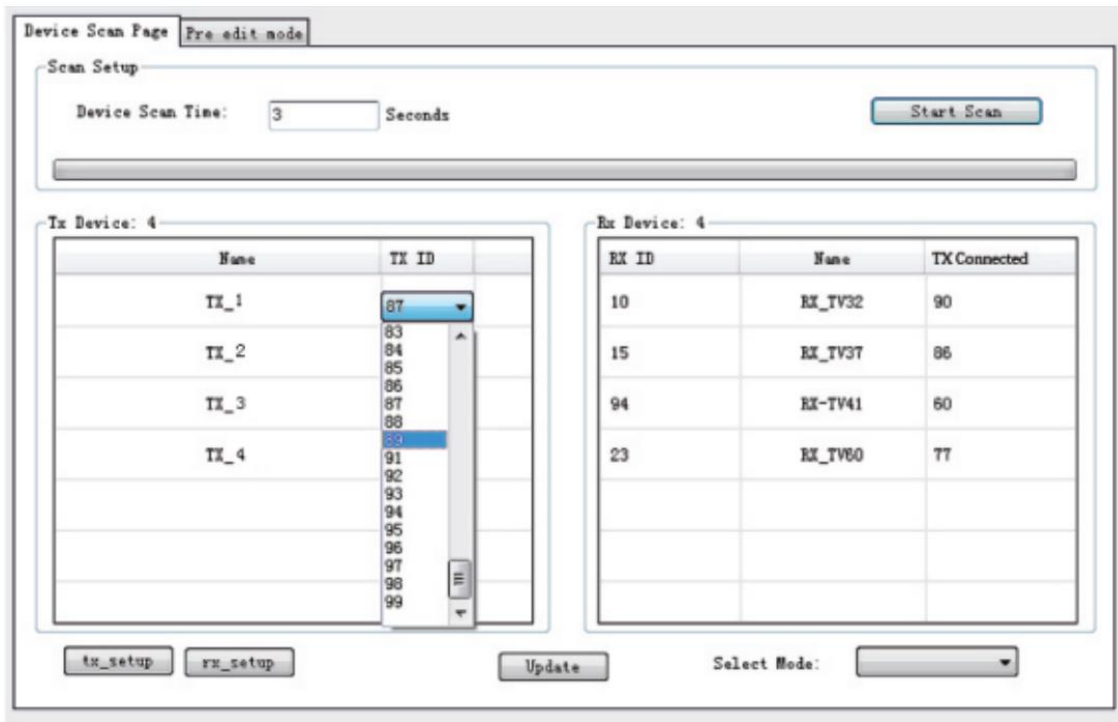 Device Scan Page Pre edit mode
Scan Setup
Device Scan Time: 3 Seconds Start Scan
Tx Device: 4 Rx Device: 4
Name TX ID RX ID Name TX Connected
TX_1 87 10 RX_TV32 90
83
84
TX_2 15 RX_TV37 86
85
86
87
TX_3 94 RX-TV41 60
88
89
91
TX_4 23 RX_TV60 77
92
93
94
95
96
97
98
99
tx_setup rx_setup Update Select Mode: